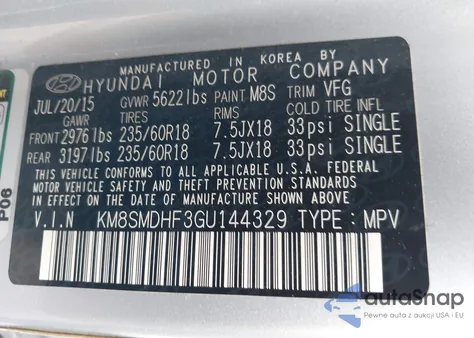 MANUFACTURED IN KOREA BY
HYUNDAI MOTOR COMPANY
JUL/20/15 GVWR 5622lbs PAINT M8S TRIM VFG
GAWR TIRES RIMS COLD TIRE INFL
FRONT 2976lbs 235/60R18 7.5JX18 33psi SINGLE
REAR 3197lbs 235/60R18 7.5JX18 33psi SINGLE
THIS VEHICLE CONFORMS TO ALL APPLICABLE U.S.A FEDERAL
MOTOR VEHICLE SAFETY, BUMPER, AND THEFT PREVENTION
STANDARDS IN EFFECT ON THE DATE OF MANUFACTURE SHOWN ABOVE.
V.I.N KM8SMDHF3GU144329 TYPE : MPV
P06
autoSnap
Pewne auta z aukcji USA i EU